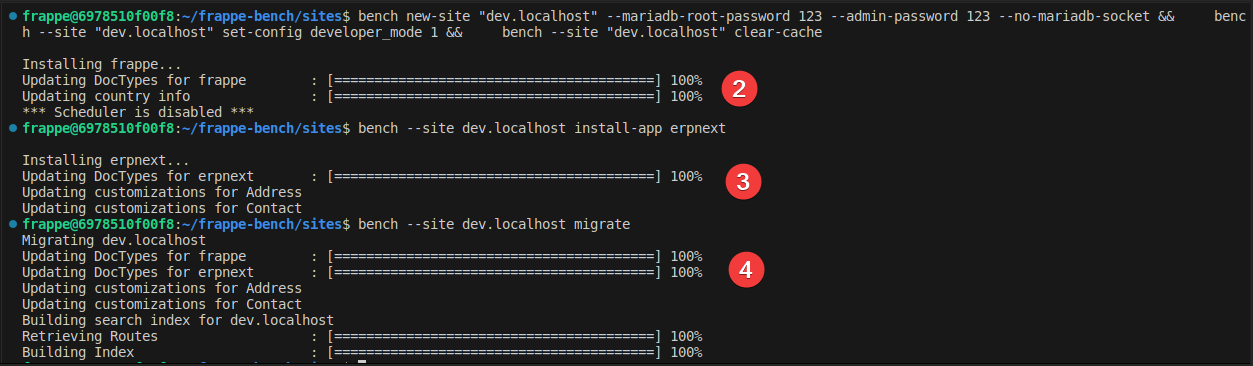 frappe@6978510f00f8:~/frappe-bench/sites$ bench new-site "dev.localhost" --mariadb-root-password 123 --admin-password 123 --no-mariadb-socket &&     benc
h --site "dev.localhost" set-config developer_mode 1 &&     bench --site "dev.localhost" clear-cache
Installing frappe...
Updating DocTypes for frappe        : [========================================] 100%
Updating country info               : [========================================] 100%
2
*** Scheduler is disabled ***
frappe@6978510f00f8:~/frappe-bench/sites$ bench --site dev.localhost install-app erpnext
Installing erpnext...
Updating DocTypes for erpnext       : [========================================] 100%
3
Updating customizations for Address
Updating customizations for Contact
frappe@6978510f00f8:~/frappe-bench/sites$ bench --site dev.localhost migrate
Migrating dev.localhost
Updating DocTypes for frappe        : [========================================] 100%
Updating DocTypes for erpnext       : [========================================] 100%
4
Updating customizations for Address
Updating customizations for Contact
Building search index for dev.localhost
Retrieving Routes                   : [========================================] 100%
Building Index                      : [========================================] 100%